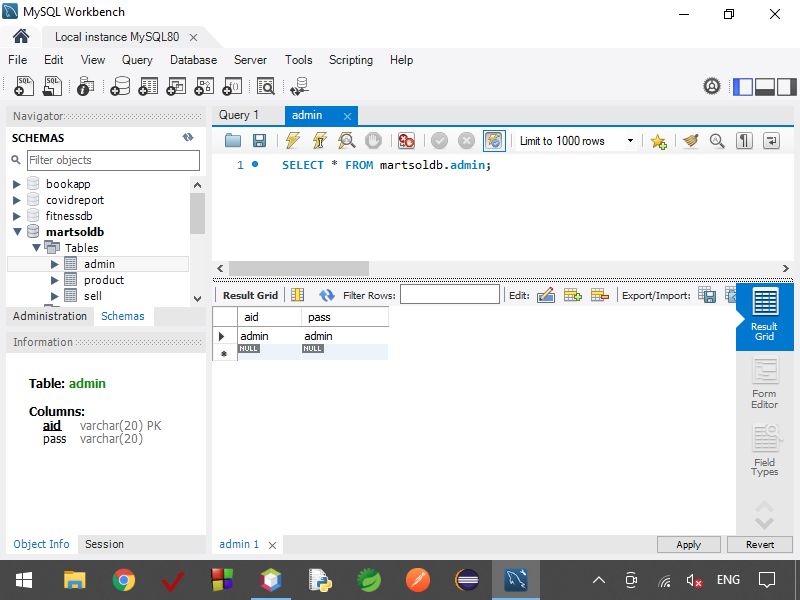 MySQL Workbench
Local instance MySQL80
File Edit View Query Database Server Tools Scripting Help
SQL SQL
Navigator
SCHEMAS
Filter objects
bookapp
covidreport
fitnessdb
martsoldb
Tables
admin
product
sell
Administration Schemas
Information
Table: admin
Columns:
aid varchar(20) PK
pass varchar(20)
Object Info Session
Query 1 admin
Limit to 1000 rows
1 SELECT * FROM martsoldb.admin;
Result Grid Filter Rows: Edit: Export/Import:
aid pass
admin admin
NULL NULL
Result
Grid
Form
Editor
Field
Types
admin 1
Apply Revert
ENG